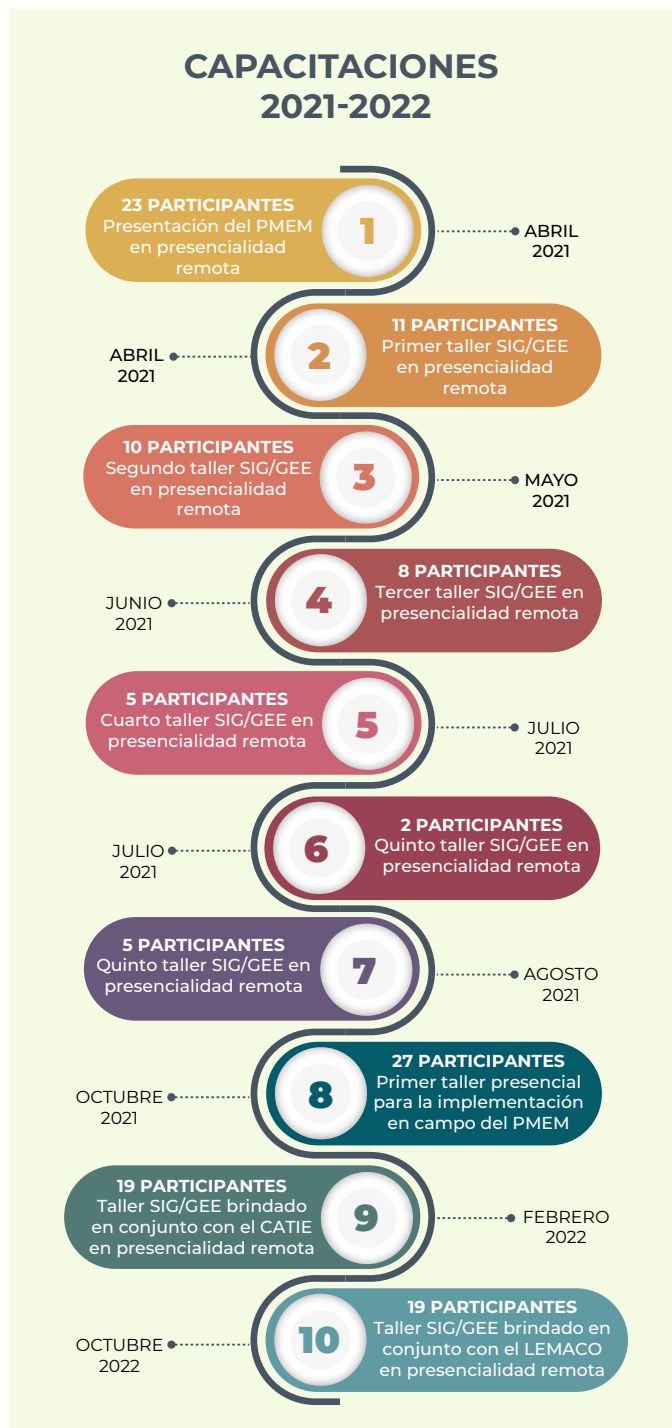 CAPACITACIONES
2021-2022
23 PARTICIPANTES
Presentación del PMEM
en presencialidad
remota
1
ABRIL
2021
ABRIL
2021
2
11 PARTICIPANTES
Primer taller SIG/GEE
en presencialidad
remota
10 PARTICIPANTES
Segundo taller SIG/GEE
en presencialidad
remota
3
MAYO
2021
JUNIO
2021
4
8 PARTICIPANTES
Tercer taller SIG/GEE en
presencialidad remota
5 PARTICIPANTES
Cuarto taller SIG/GEE en
presencialidad remota
5
JULIO
2021
JULIO
2021
6
2 PARTICIPANTES
Quinto taller SIG/GEE en
presencialidad remota
5 PARTICIPANTES
Quinto taller SIG/GEE en
presencialidad remota
7
AGOSTO
2021
OCTUBRE
2021
8
27 PARTICIPANTES
Primer taller presencial
para la implementación
en campo del PMEM
19 PARTICIPANTES
Taller SIG/GEE brindado
en conjunto con el CATIE
en presencialidad remota
9
FEBRERO
2022
OCTUBRE
2022
10
19 PARTICIPANTES
Taller SIG/GEE brindado en
conjunto con el LEMACO
en presencialidad remota